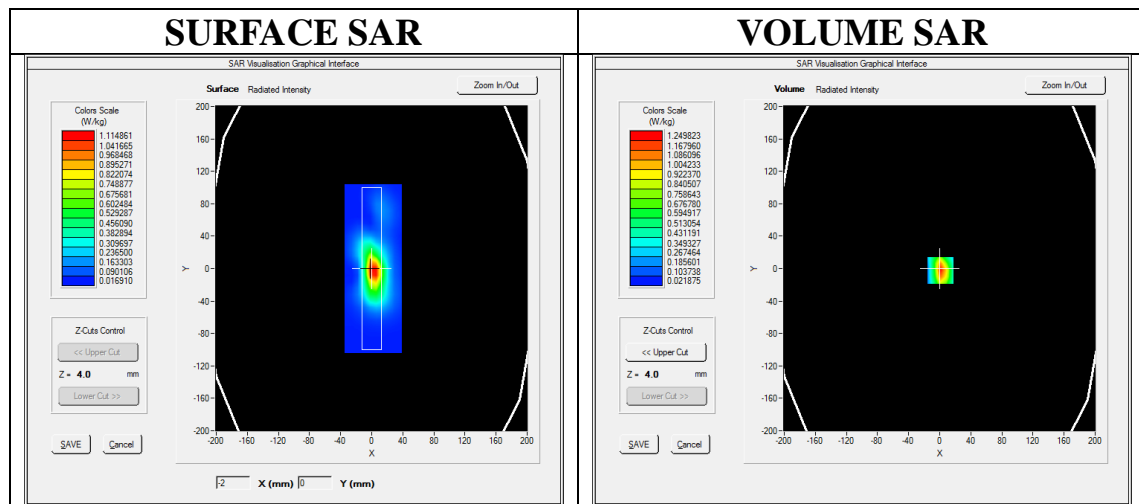 SURFACE SAR
VOLUME SAR
SAR Visualisation Graphical Interface
Surface Radiated Intensity
Zoom In/Out
Colors Scale
(W/kg)
1.114861
1.041665
0.968468
0.895271
0.822074
0.748877
0.675681
0.602484
0.529287
0.456090
0.382894
0.309697
0.236500
0.163303
0.090106
0.016910
200
160
120
80
40
0
-40
-80
-120
-160
-200
Y
-200 -160 -120 -80 -40 0 40 80 120 160 200
X
Z-Cuts Control
<< Upper Cut
Z = 4.0 mm
Lower Cut >>
SAVE Cancel
-2 X (mm) 0 Y (mm)
SAR Visualisation Graphical Interface
Volume Radiated Intensity
Zoom In/Out
Colors Scale
(W/kg)
1.249823
1.167960
1.086096
1.004233
0.922370
0.840507
0.758643
0.676780
0.594917
0.513054
0.431191
0.349327
0.267464
0.185601
0.103738
0.021875
200
160
120
80
40
0
-40
-80
-120
-160
-200
Y
-200 -160 -120 -80 -40 0 40 80 120 160 200
X
Z-Cuts Control
<< Upper Cut
Z = 4.0 mm
Lower Cut >>
SAVE Cancel